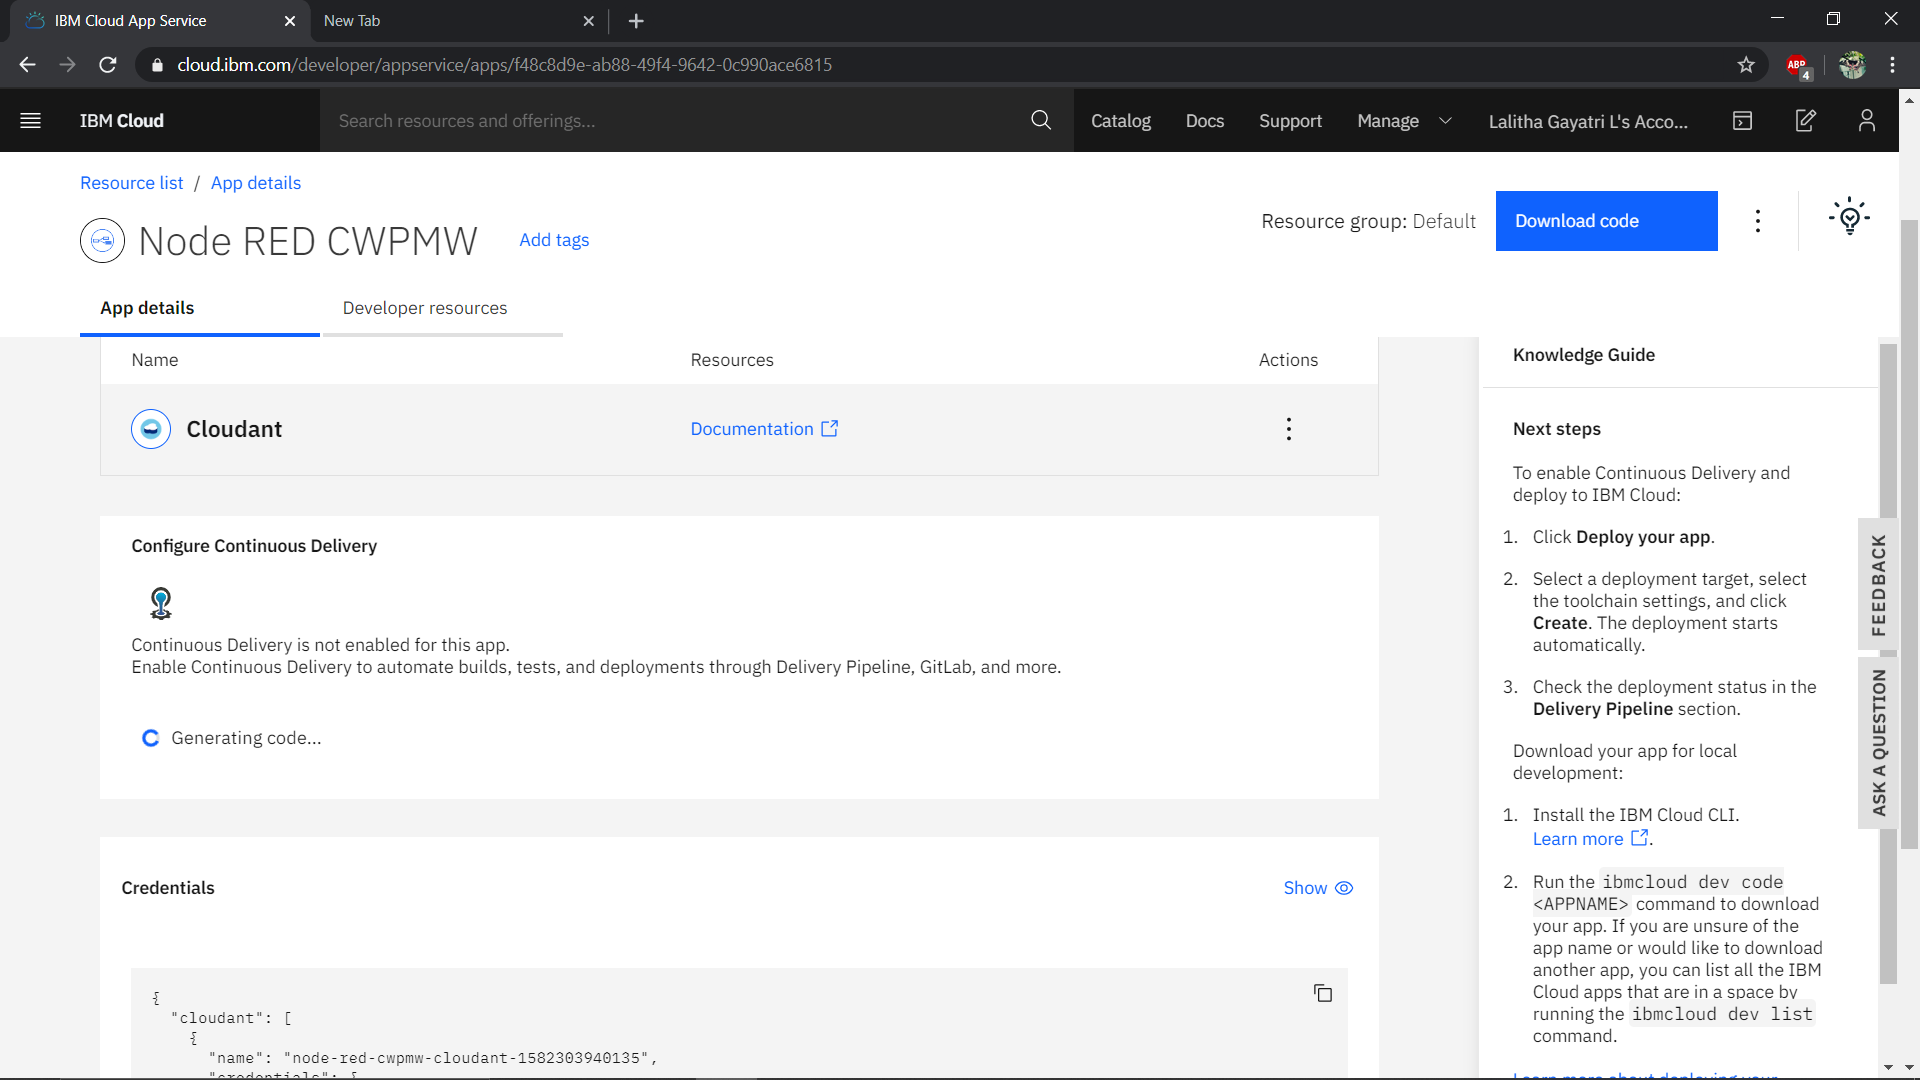 IBM Cloud App Service
New Tab
cloud.ibm.com/developer/appservice/apps/f48c8d9e-ab88-49f4-9642-0c990ace6815
ABP
4
IBM Cloud
Search resources and offerings...
Catalog
Docs
Support
Manage
Lalitha Gayatri L's Acco...
Resource list / App details
Node RED CWPMW
Add tags
Resource group: Default
Download code
App details
Developer resources
Name
Resources
Actions
Cloudant
Documentation
Configure Continuous Delivery
Continuous Delivery is not enabled for this app.
Enable Continuous Delivery to automate builds, tests, and deployments through Delivery Pipeline, GitLab, and more.
Generating code...
Credentials
Show
{
"cloudant": [
{
"name": "node-red-cwpmw-cloudant-1582303940135",
"credentials": {
Knowledge Guide
Next steps
To enable Continuous Delivery and
deploy to IBM Cloud:
1. Click Deploy your app.
2. Select a deployment target, select
the toolchain settings, and click
Create. The deployment starts
automatically.
3. Check the deployment status in the
Delivery Pipeline section.
Download your app for local
development:
1. Install the IBM Cloud CLI.
Learn more .
2. Run the ibmcloud dev code
<APPNAME> command to download
your app. If you are unsure of the
app name or would like to download
another app, you can list all the IBM
Cloud apps that are in a space by
running the ibmcloud dev list
command.
Learn more about deploying your
FEEDBACK
ASK A QUESTION